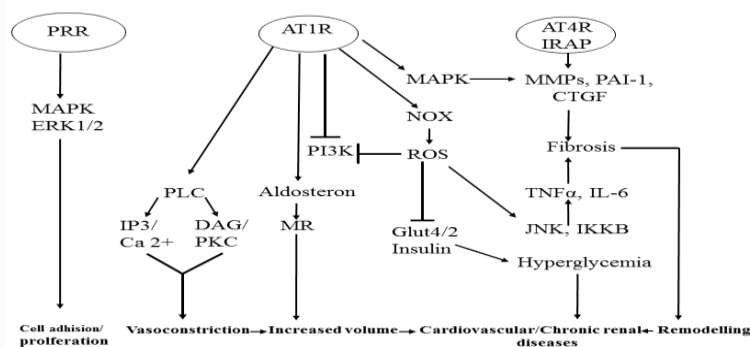 PRR
AT1R
AT4R
IRAP
MAPK
MMPs, PAI-1,
CTGF
MAPK
ERK1/2
NOX
PI3K
ROS
Fibrosis
PLC
Aldosteron
TNFα, IL-6
IP3/
Ca 2+
DAG/
PKC
MR
Glut4/2
Insulin
JNK, IKKB
Hyperglycemia
Cell adhision/
prolferation
Vasoconstriction
Increased volume
Cardiovascular/Chronic renal
diseases
Remodelling